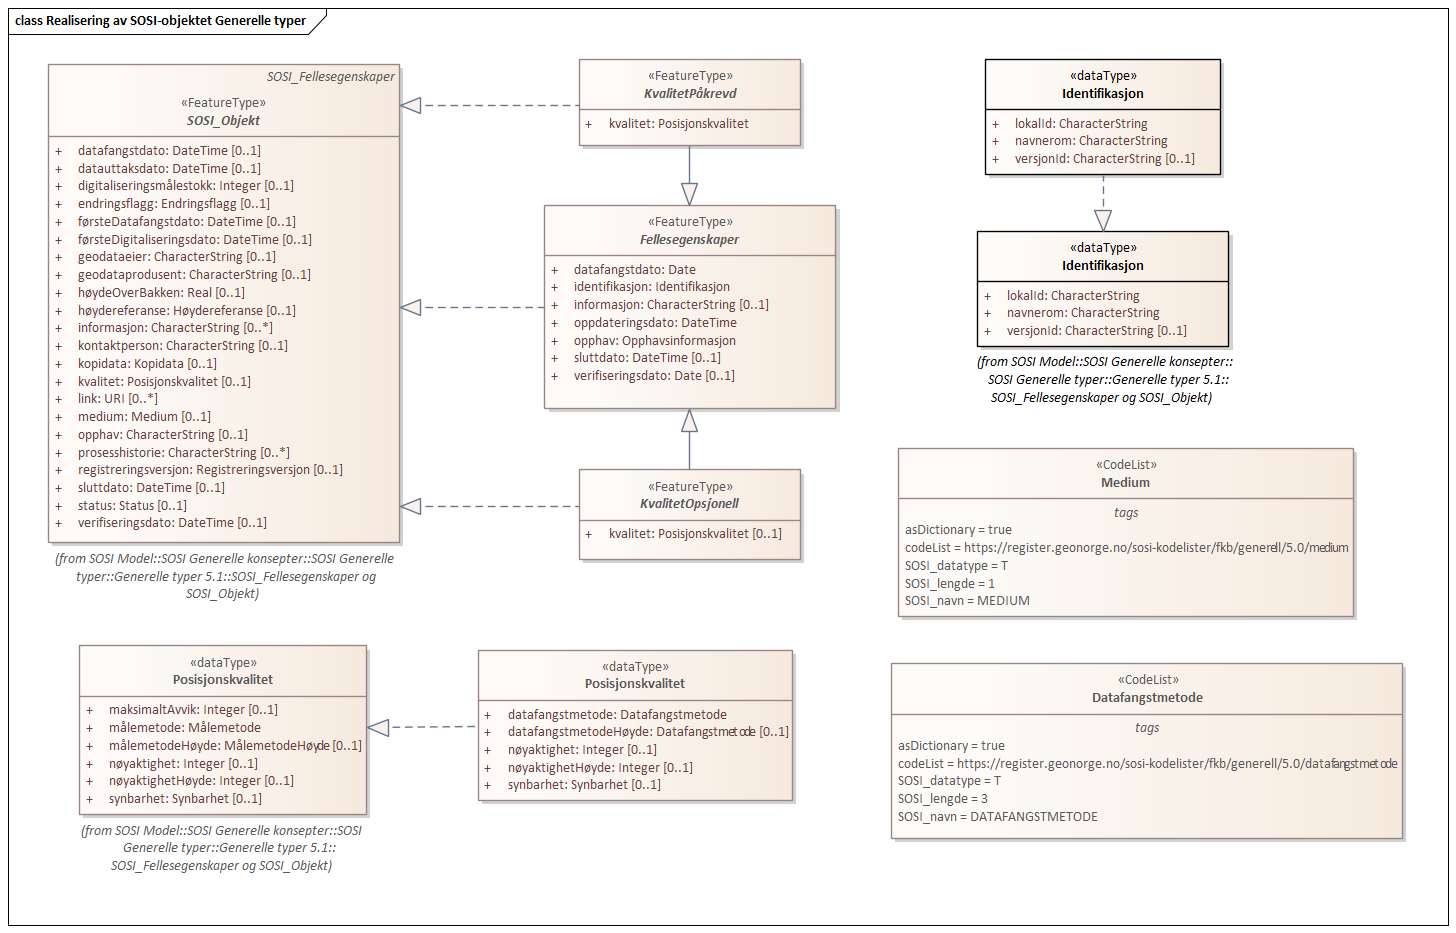 class Realisering av SOSI-objektet Generelle typer
SOSI_Fellesegenskaper
«FeatureType»
SOSI_Objekt
+ datafangstdato: DateTime [0..1]
+ datauttaksdato: DateTime [0..1]
+ digitaliseringsmålestokk: Integer [0..1]
+ endringsflagg: Endringsflagg [0..1]
+ førsteDatafangstdato: DateTime [0..1]
+ førsteDigitaliseringsdato: DateTime [0..1]
+ geodataeier: CharacterString [0..1]
+ geodataprodusent: CharacterString [0..1]
+ høydeOverBakken: Real [0..1]
+ høydereferanse: Høydereferanse [0..1]
+ informasjon: CharacterString [0..*]
+ kontaktperson: CharacterString [0..1]
+ kopidata: Kopidata [0..1]
+ kvalitet: Posisjonskvalitet [0..1]
+ link: URI [0..*]
+ medium: Medium [0..1]
+ opphav: CharacterString [0..1]
+ prosesshistorie: CharacterString [0..*]
+ registreringsversjon: Registreringsversjon [0..1]
+ sluttdato: DateTime [0..1]
+ status: Status [0..1]
+ verifiseringsdato: DateTime [0..1]
(from SOSI Model::SOSI Generelle konsepter::SOSI Generelle
typer::Generelle typer 5.1::SOSI_Fellesegenskaper og
SOSI_Objekt)
«FeatureType»
KvalitetPåkrevd
+ kvalitet: Posisjonskvalitet
«FeatureType»
Fellesegenskaper
+ datafangstdato: Date
+ identifikasjon: Identifikasjon
+ informasjon: CharacterString [0..1]
+ oppdateringsdato: DateTime
+ opphav: Opphavsinformasjon
+ sluttdato: DateTime [0..1]
+ verifiseringsdato: Date [0..1]
«FeatureType»
KvalitetOpsjonell
+ kvalitet: Posisjonskvalitet [0..1]
«dataType»
Identifikasjon
+ lokalId: CharacterString
+ navnerom: CharacterString
+ versjonId: CharacterString [0..1]
«dataType»
Identifikasjon
+ lokalId: CharacterString
+ navnerom: CharacterString
+ versjonId: CharacterString [0..1]
(from SOSI Model::SOSI Generelle konsepter::
SOSI Generelle typer::Generelle typer 5.1::
SOSI_Fellesegenskaper og SOSI_Objekt)
«CodeList»
Medium
tags
asDictionary = true
codeList = https://register.geonorge.no/sosi-kodelister/fkb/generell/5.0/medium
SOSI_datatype = T
SOSI_lengde = 1
SOSI_navn = MEDIUM
«dataType»
Posisjonskvalitet
+ maksimaltAvvik: Integer [0..1]
+ målemetode: Målemetode
+ målemetodeHøyde: MålemetodeHøyde [0..1]
+ nøyaktighet: Integer [0..1]
+ nøyaktighetHøyde: Integer [0..1]
+ synbarhet: Synbarhet [0..1]
(from SOSI Model::SOSI Generelle konsepter::SOSI
Generelle typer::Generelle typer 5.1::
SOSI_Fellesegenskaper og SOSI_Objekt)
«dataType»
Posisjonskvalitet
+ datafangstmetode: Datafangstmetode
+ datafangstmetodeHøyde: Datafangstmetode [0..1]
+ nøyaktighet: Integer [0..1]
+ nøyaktighetHøyde: Integer [0..1]
+ synbarhet: Synbarhet [0..1]
«CodeList»
Datafangstmetode
tags
asDictionary = true
codeList = https://register.geonorge.no/sosi-kodelister/fkb/generell/5.0/datafangstmetode
SOSI_datatype = T
SOSI_lengde = 3
SOSI_navn = DATAFANGSTMETODE